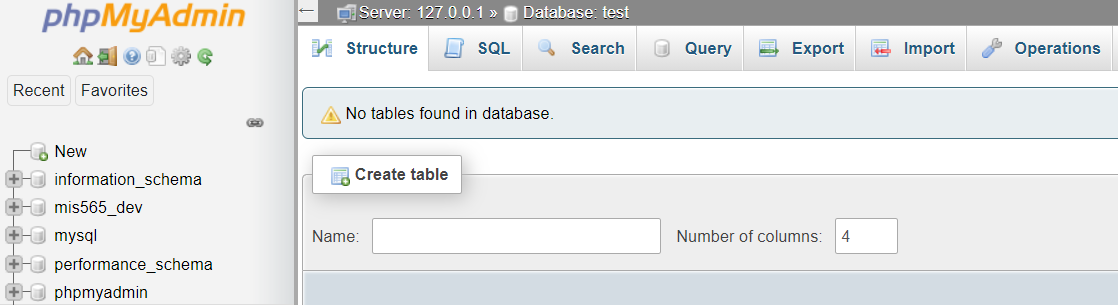 phpMyAdmin
Server: 127.0.0.1 » Database: test
Structure SQL Search Query Export Import Operations
Recent Favorites
No tables found in database.
New
information_schema
mis565_dev
mysql
performance_schema
phpmyadmin
Create table
Name: Number of columns: 4